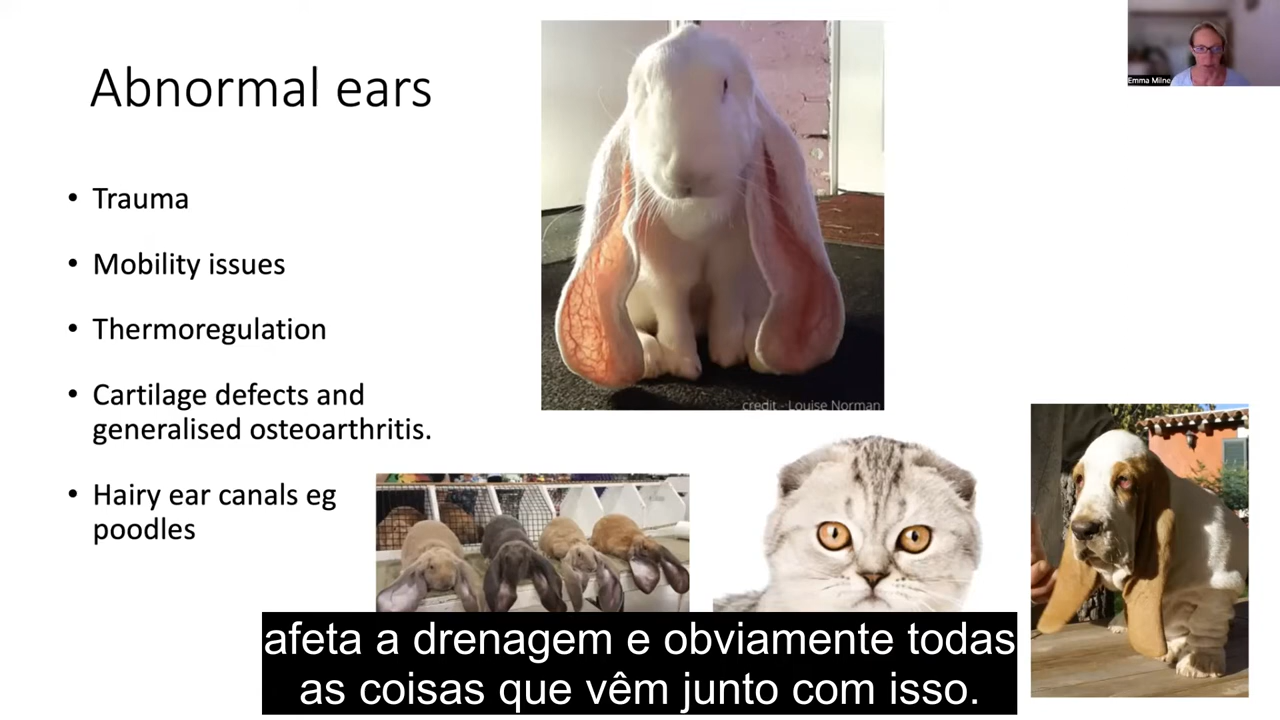 Abnormal ears
Emma Milne
• Trauma
• Mobility issues
• Thermoregulation
• Cartilage defects and
generalised osteoarthritis.
• Hairy ear canals eg
poodles
credit - Louise Norman
afeta a drenagem e obviamente todas
as coisas que vêm junto com isso.